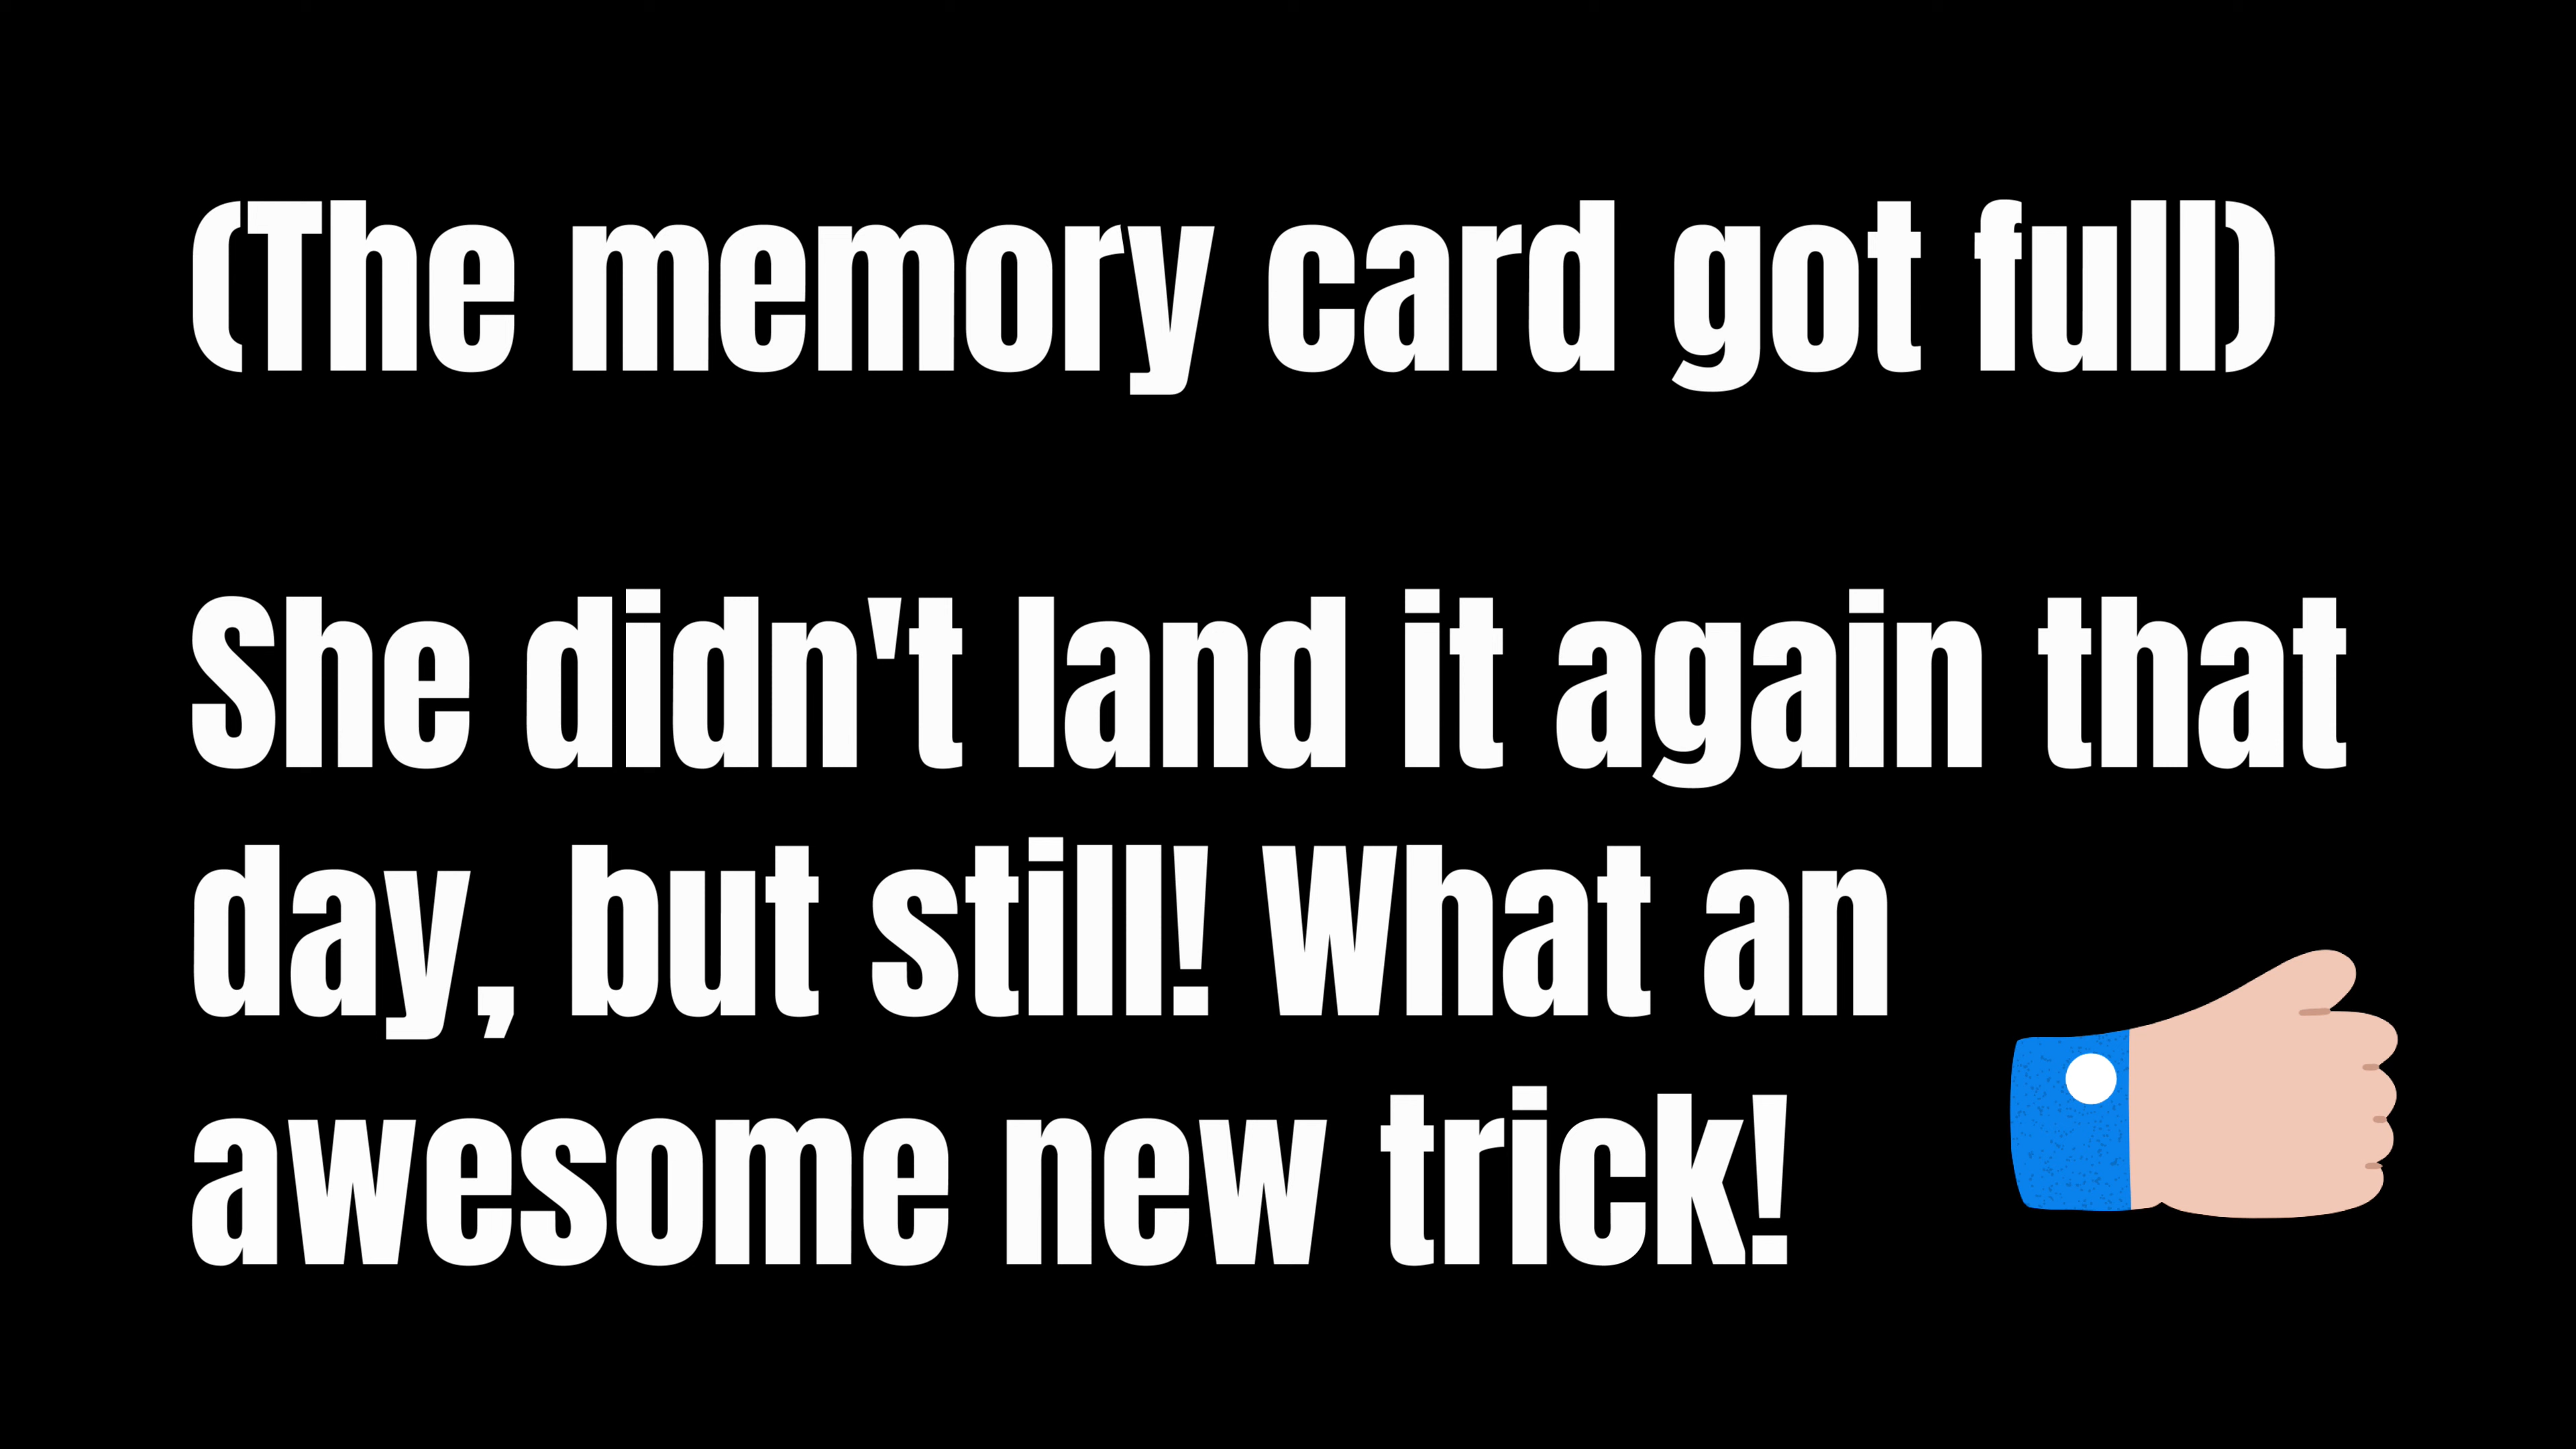 (The memory card got full)
She didn't land it again that
day, but still! What an
awesome new trick!